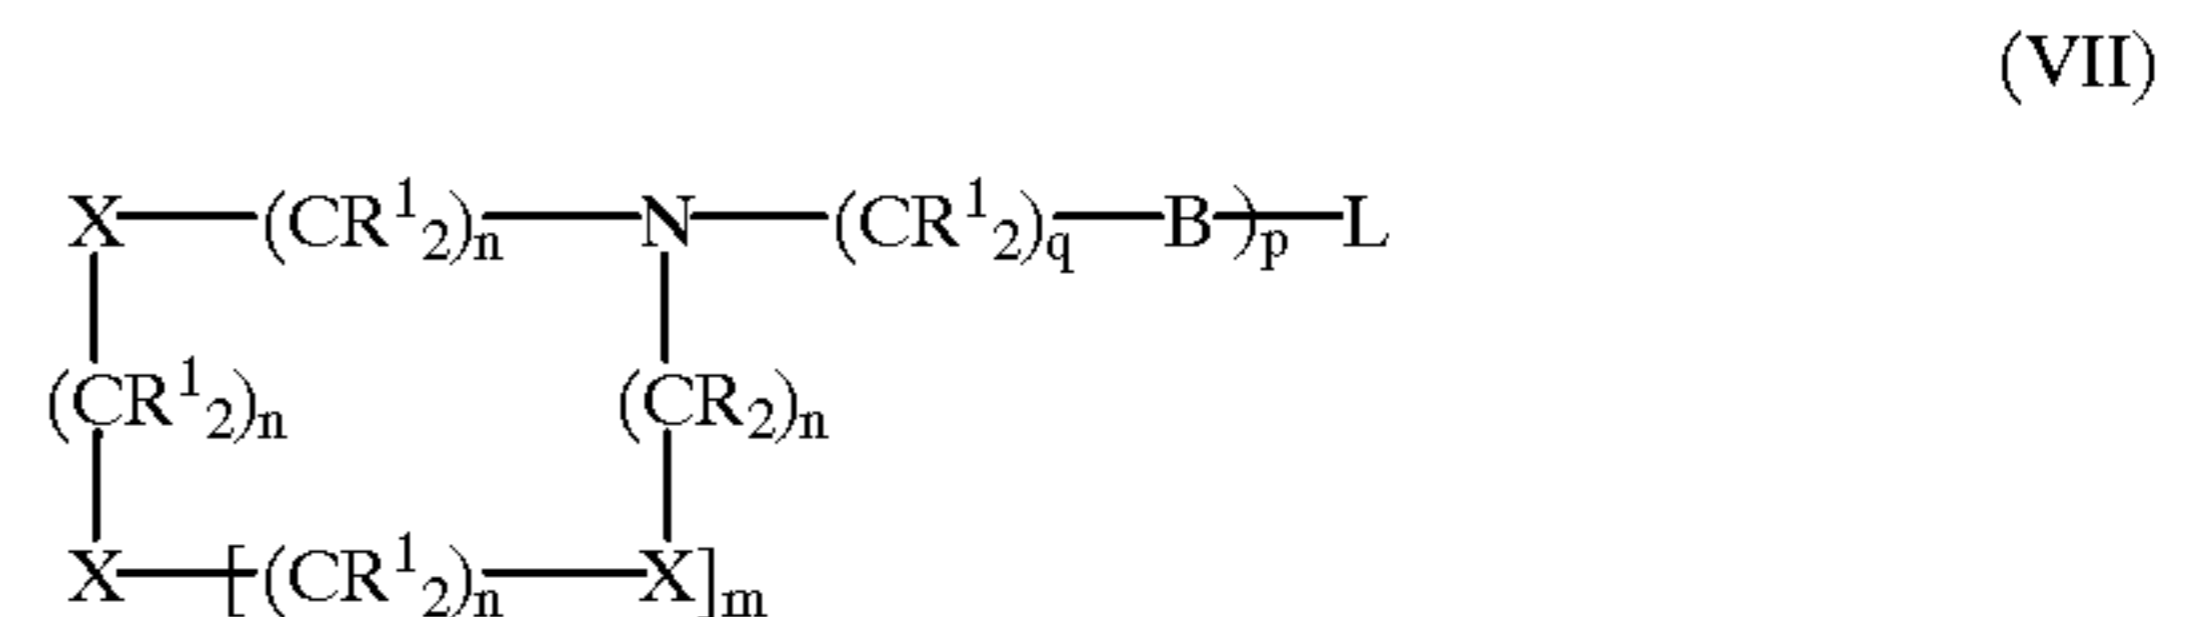 (VII)
X—(CR¹₂)ₙ—N—(CR¹₂)q—B)ₚ—L
(CR¹₂)ₙ (CR₂)ₙ
X—[(CR¹₂)ₙ—X]ₘ